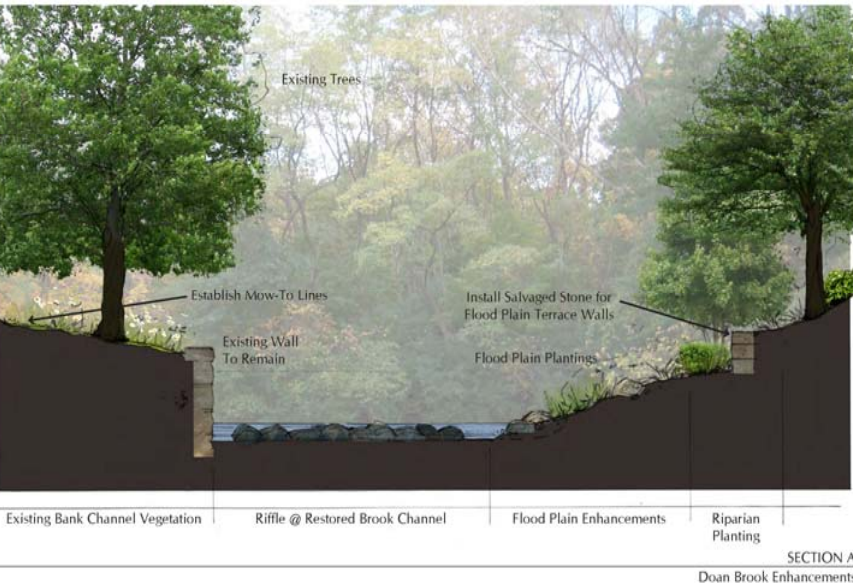 Existing Trees
Establish Mow-To Lines
Install Salvaged Stone for
Flood Plain Terrace Walls
Existing Wall
To Remain
Flood Plain Plantings
Existing Bank Channel Vegetation
Riffle @ Restored Brook Channel
Flood Plain Enhancements
Riparian
Planting
SECTION A
Doan Brook Enhancements